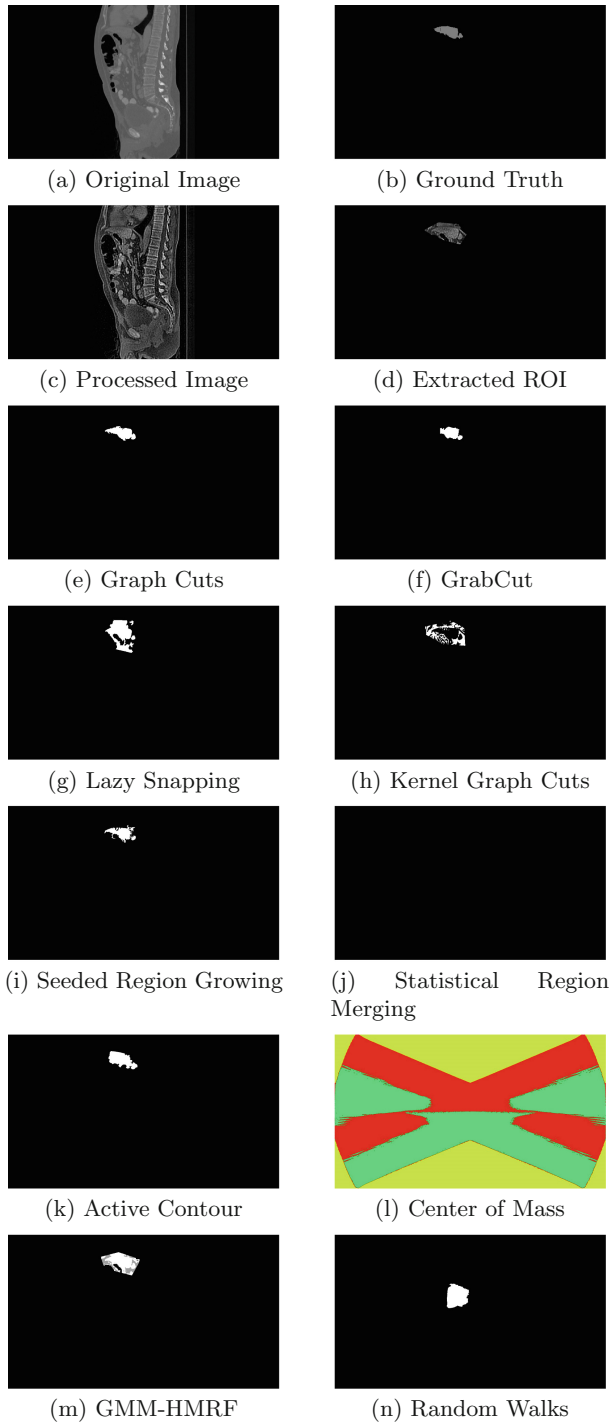 (a) Original Image
(b) Ground Truth
(c) Processed Image
(d) Extracted ROI
(e) Graph Cuts
(f) GrabCut
(g) Lazy Snapping
(h) Kernel Graph Cuts
(i) Seeded Region Growing
(j) Statistical Region
Merging
(k) Active Contour
(l) Center of Mass
(m) GMM-HMRF
(n) Random Walks